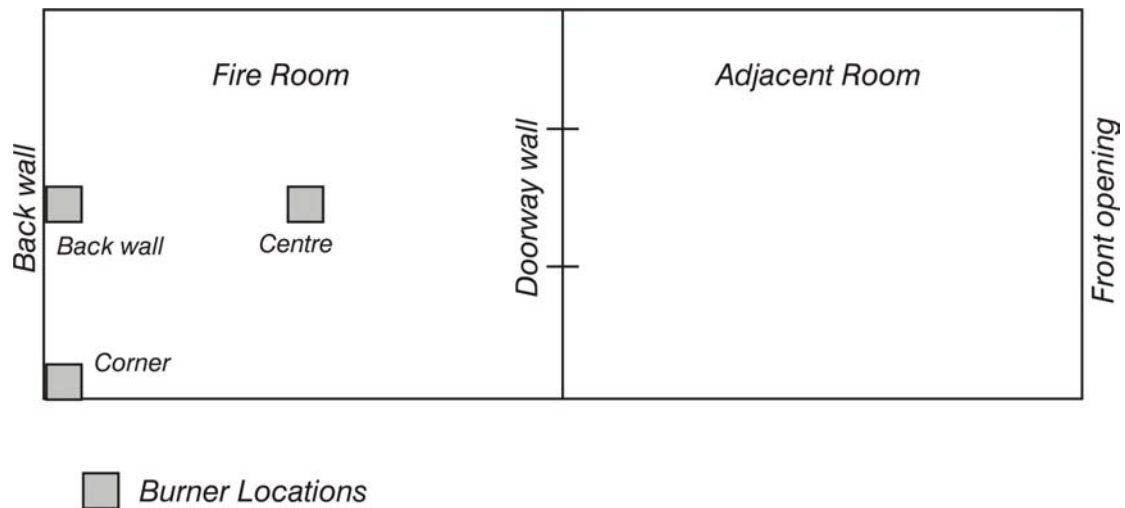 Fire Room
Adjacent Room
Back wall
Back wall
Centre
Corner
Doorway wall
Front opening
Burner Locations